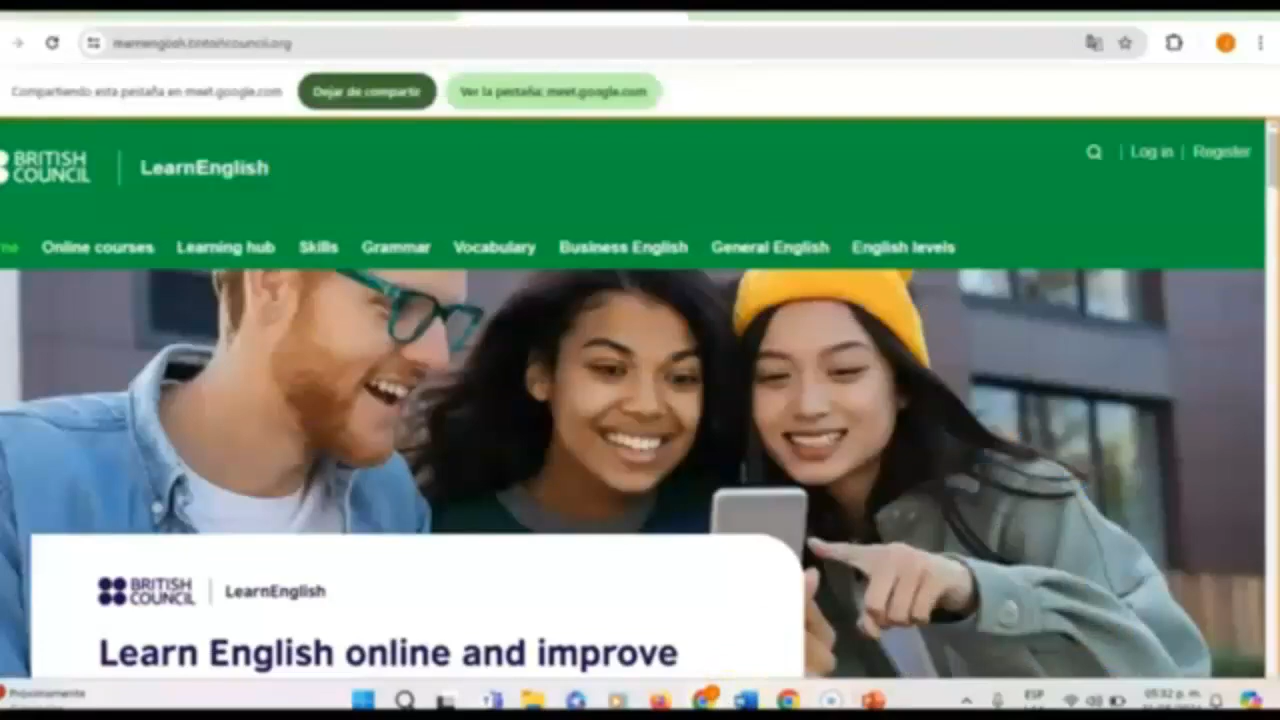 Compartiendo esta pestaña en meet.google.com
Dejar de compartir
Ver la pestaña: meet.google.com
BRITISH COUNCIL
LearnEnglish
Log in | Register
Online courses Learning hub Skills Grammar Vocabulary Business English General English English levels
BRITISH COUNCIL
LearnEnglish
Learn English online and improve
Próximamente
ESP